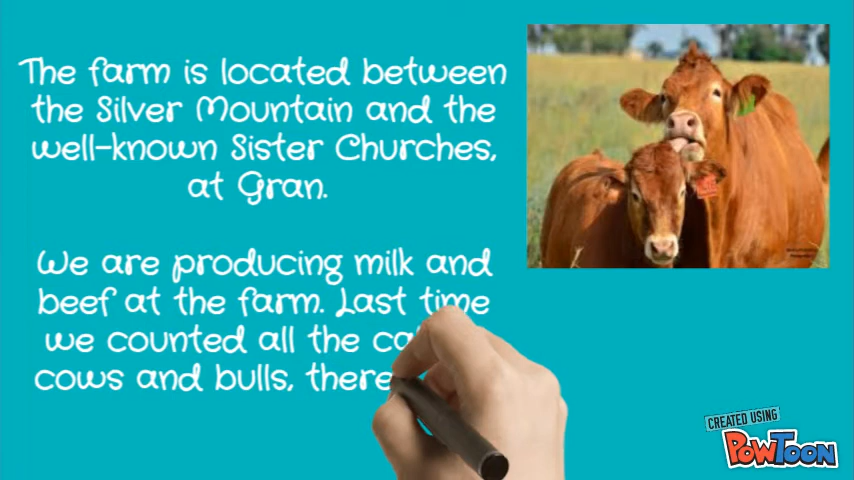 The farm is located between
the Silver Mountain and the
well-known Sister Churches,
at Gran.
We are producing milk and
beef at the farm. Last time
we counted all the
cows and bulls, there
CREATED USING
POWTOON